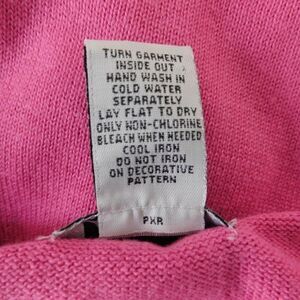 TURN GARMENT
INSIDE OUT
HAND WASH IN
COLD WATER
SEPARATELY
LAY FLAT TO DRY
ONLY NON-CHLORINE
BLEACH WHEN NEEDED
COOL IRON
DO NOT IRON
ON DECORATIVE
PATTERN
PXR